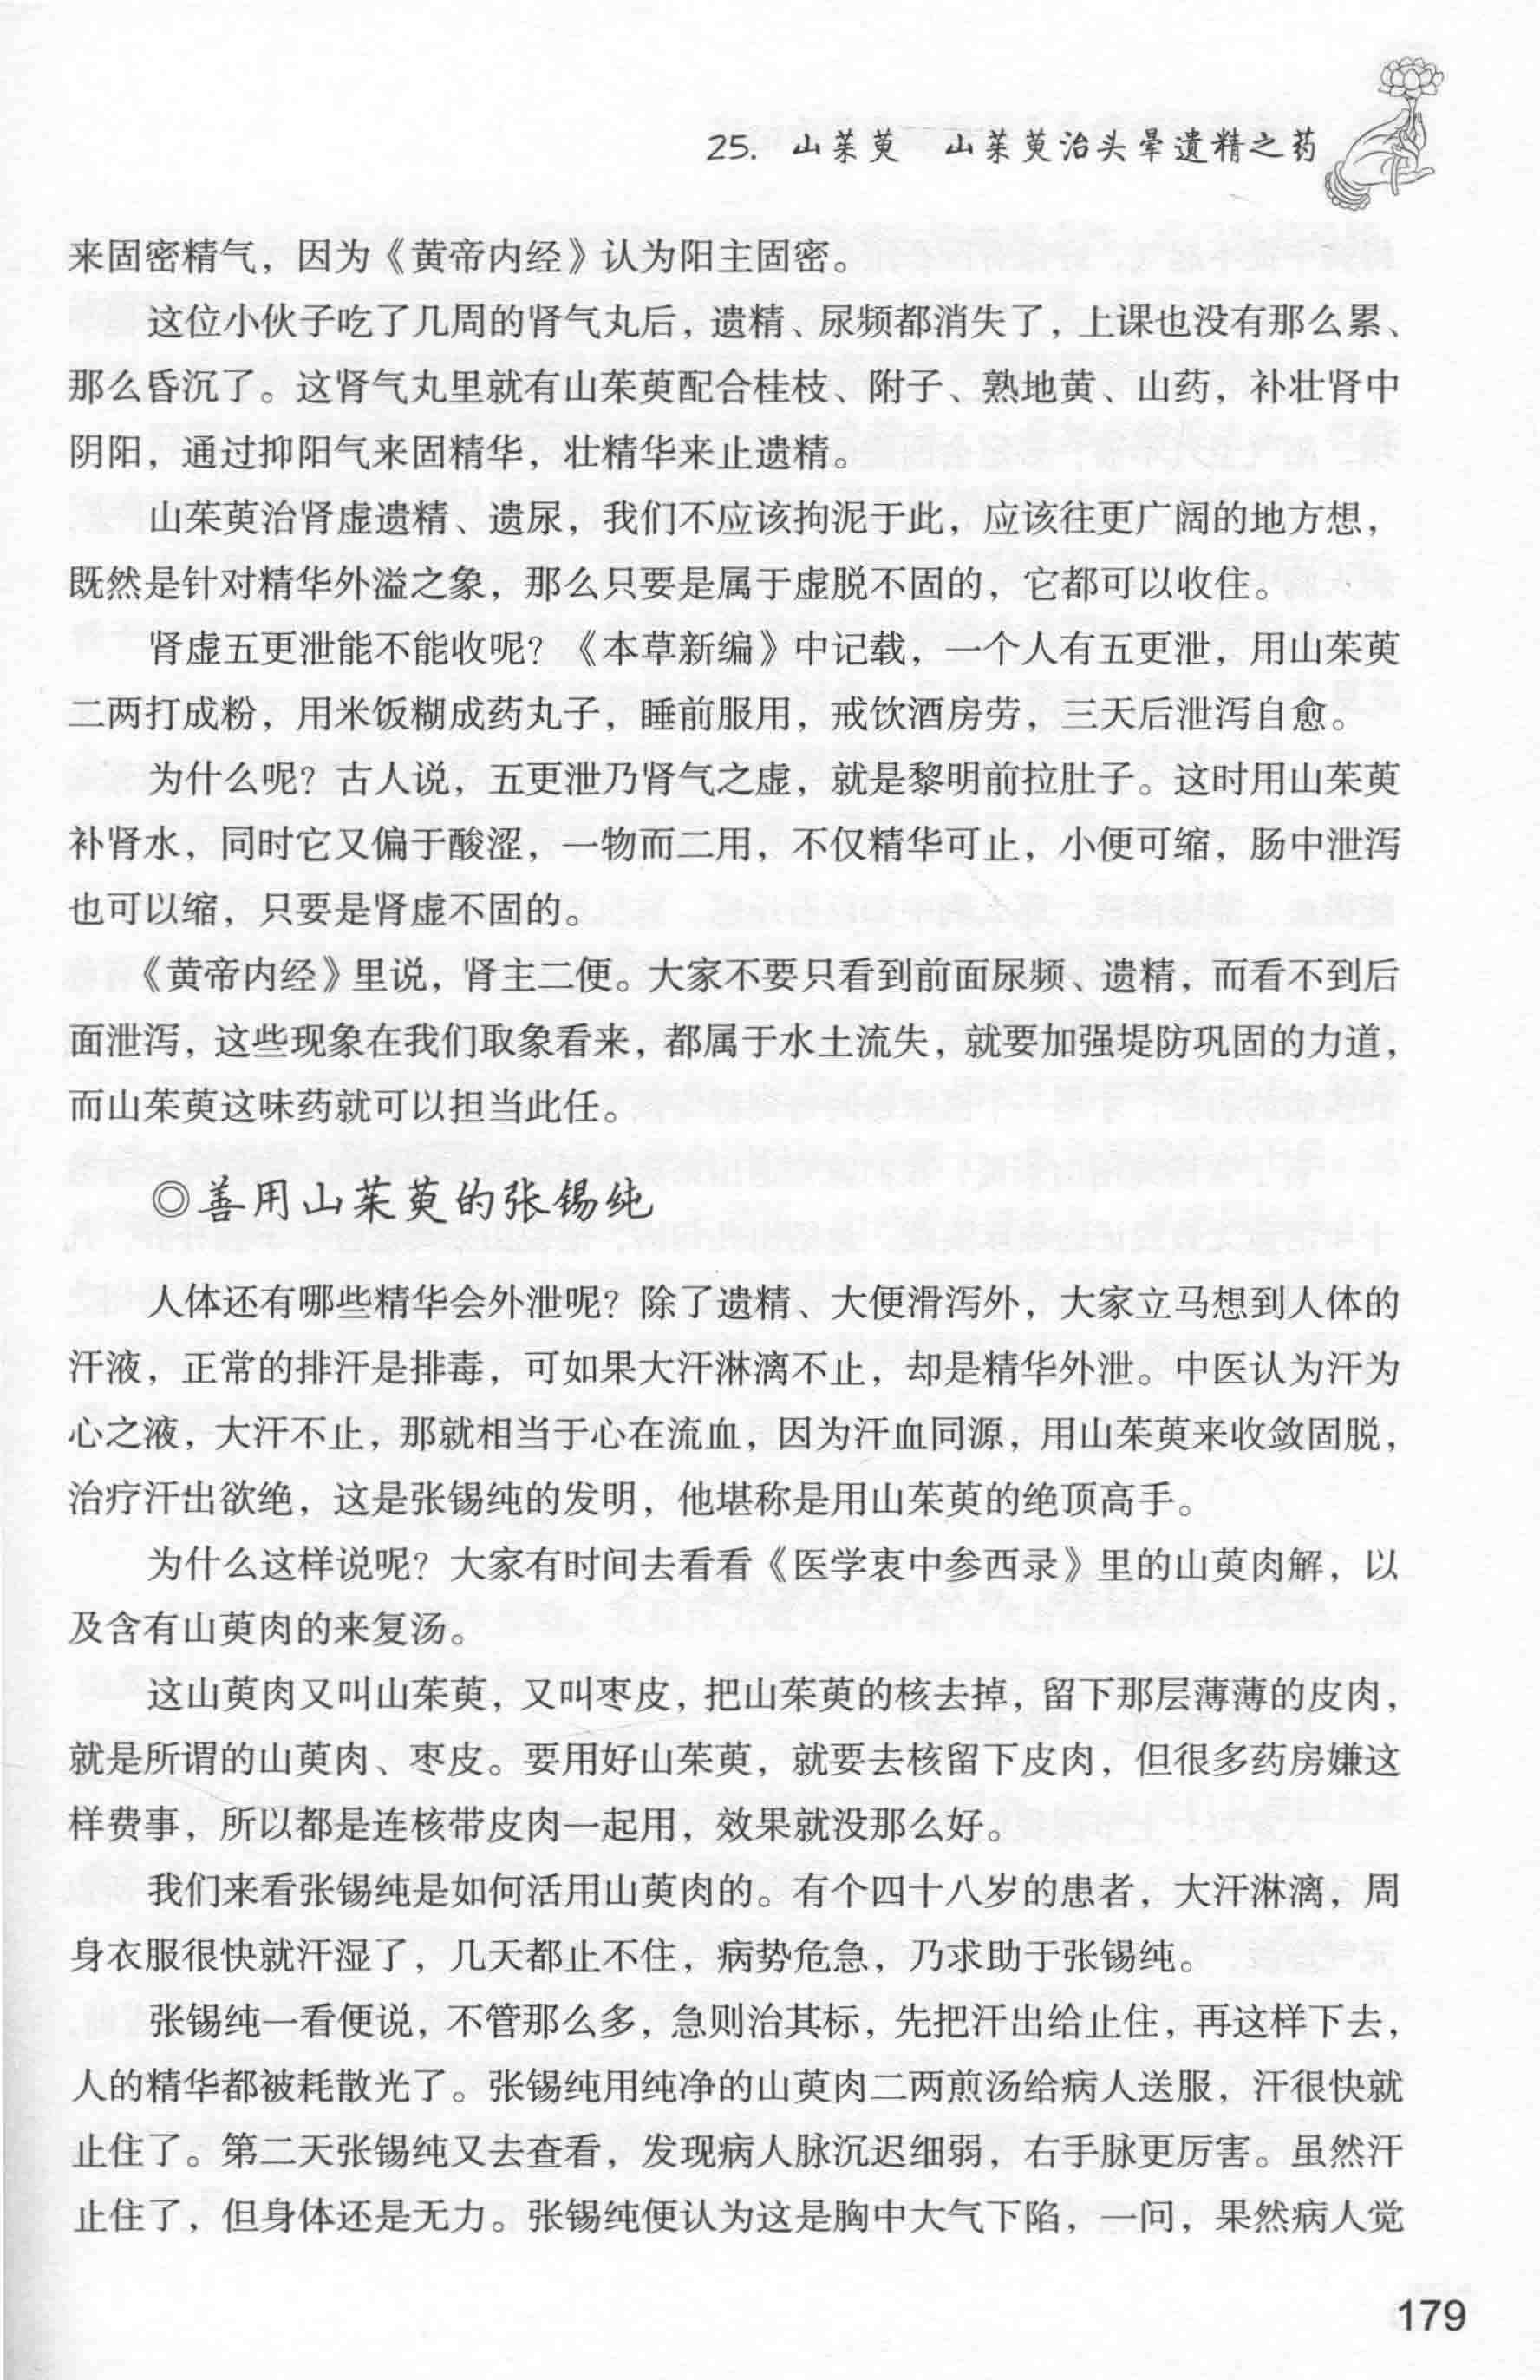 25. 山茱萸 山茱萸治头晕遗精之药
来固密精气，因为《黄帝内经》认为阳主固密。
这位小伙子吃了几周的肾气丸后，遗精、尿频都消失了，上课也没有那么累、
那么昏沉了。这肾气丸里就有山茱萸配合桂枝、附子、熟地黄、山药，补壮肾中
阴阳，通过抑阳气来固精华，壮精华来止遗精。
山茱萸治肾虚遗精、遗尿，我们不应该拘泥于此，应该往更广阔的地方想，
既然是针对精华外溢之象，那么只要是属于虚脱不固的，它都可以收住。
肾虚五更泄能不能收呢？《本草新编》中记载，一个人有五更泄，用山茱萸
二两打成粉，用米饭糊成药丸子，睡前服用，戒饮酒房劳，三天后泄泻自愈。
为什么呢？古人说，五更泄乃肾气之虚，就是黎明前拉肚子。这时用山茱萸
补肾水，同时它又偏于酸涩，一物而二用，不仅精华可止，小便可缩，肠中泄泻
也可以缩，只要是肾虚不固的。
《黄帝内经》里说，肾主二便。大家不要只看到前面尿频、遗精，而看不到后
面泄泻，这些现象在我们取象看来，都属于水土流失，就要加强堤防巩固的力道，
而山茱萸这味药就可以担当此任。
◎善用山茱萸的张锡纯
人体还有哪些精华会外泄呢？除了遗精、大便滑泻外，大家立马想到人体的
汗液，正常的排汗是排毒，可如果大汗淋漓不止，却是精华外泄。中医认为汗为
心之液，大汗不止，那就相当于心在流血，因为汗血同源，用山茱萸来收敛固脱，
治疗汗出欲绝，这是张锡纯的发明，他堪称是用山茱萸的绝顶高手。
为什么这样说呢？大家有时间去看看《医学衷中参西录》里的山萸肉解，以
及含有山萸肉的来复汤。
这山萸肉又叫山茱萸，又叫枣皮，把山茱萸的核去掉，留下那层薄薄的皮肉，
就是所谓的山萸肉、枣皮。要用好山茱萸，就要去核留下皮肉，但很多药房嫌这
样费事，所以都是连核带皮肉一起用，效果就没那么好。
我们来看张锡纯是如何活用山萸肉的。有个四十八岁的患者，大汗淋漓，周
身衣服很快就汗湿了，几天都止不住，病势危急，乃求助于张锡纯。
张锡纯一看便说，不管那么多，急则治其标，先把汗出给止住，再这样下去，
人的精华都被耗散光了。张锡纯用纯净的山萸肉二两煎汤给病人送服，汗很快就
止住了。第二天张锡纯又去查看，发现病人脉沉迟细弱，右手脉更厉害。虽然汗
止住了，但身体还是无力。张锡纯便认为这是胸中大气下陷，一问，果然病人觉
179